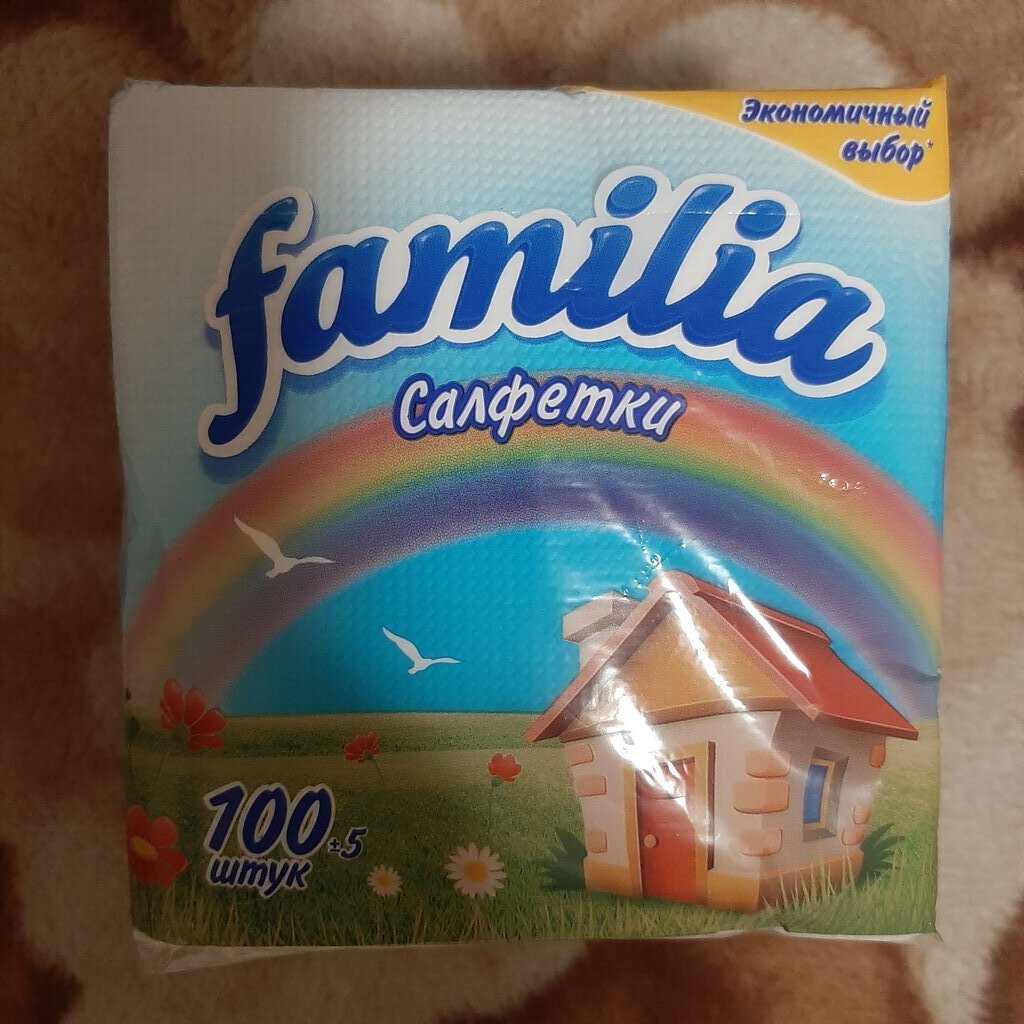 Экономичный
выбор*
familia
Салфетки
100±5
штук